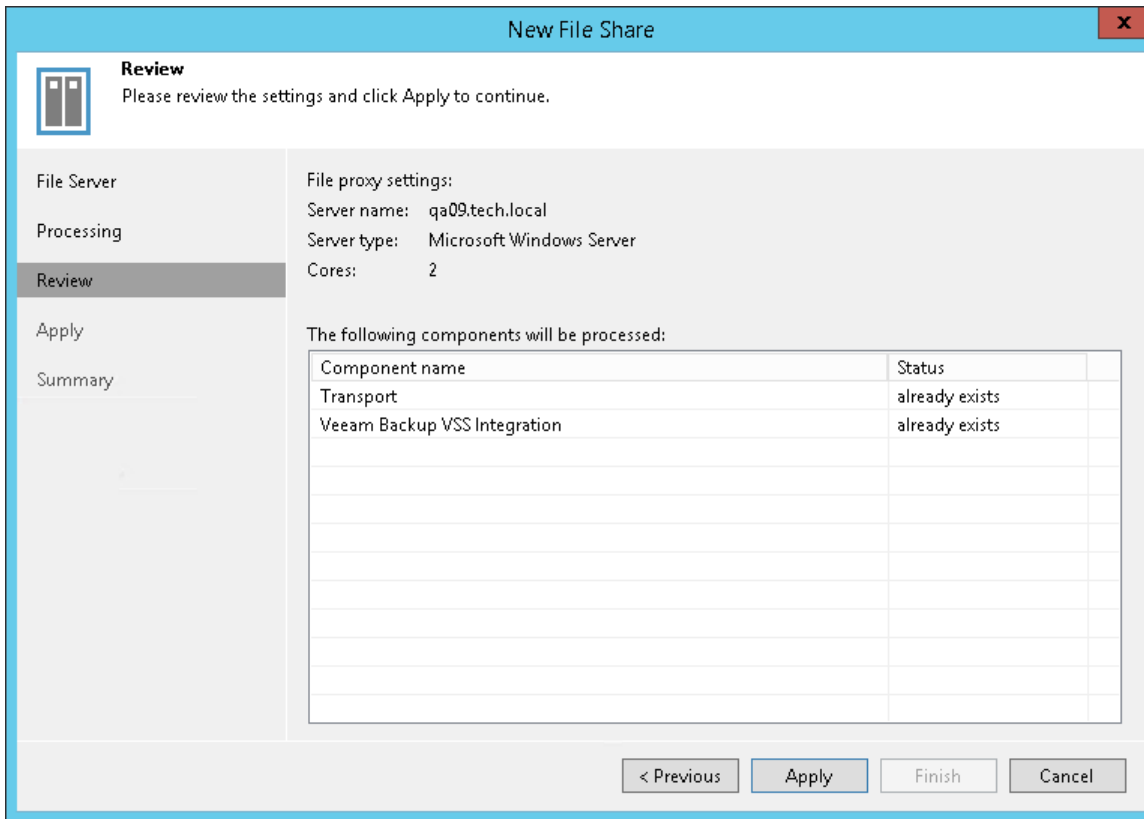 New File Share
x
Review
Please review the settings and click Apply to continue.
File Server
Processing
Review
Apply
Summary
File proxy settings:
Server name: qa09.tech.local
Server type: Microsoft Windows Server
Cores: 2
The following components will be processed:
Component name Status
Transport already exists
Veeam Backup VSS Integration already exists
< Previous Apply Finish Cancel